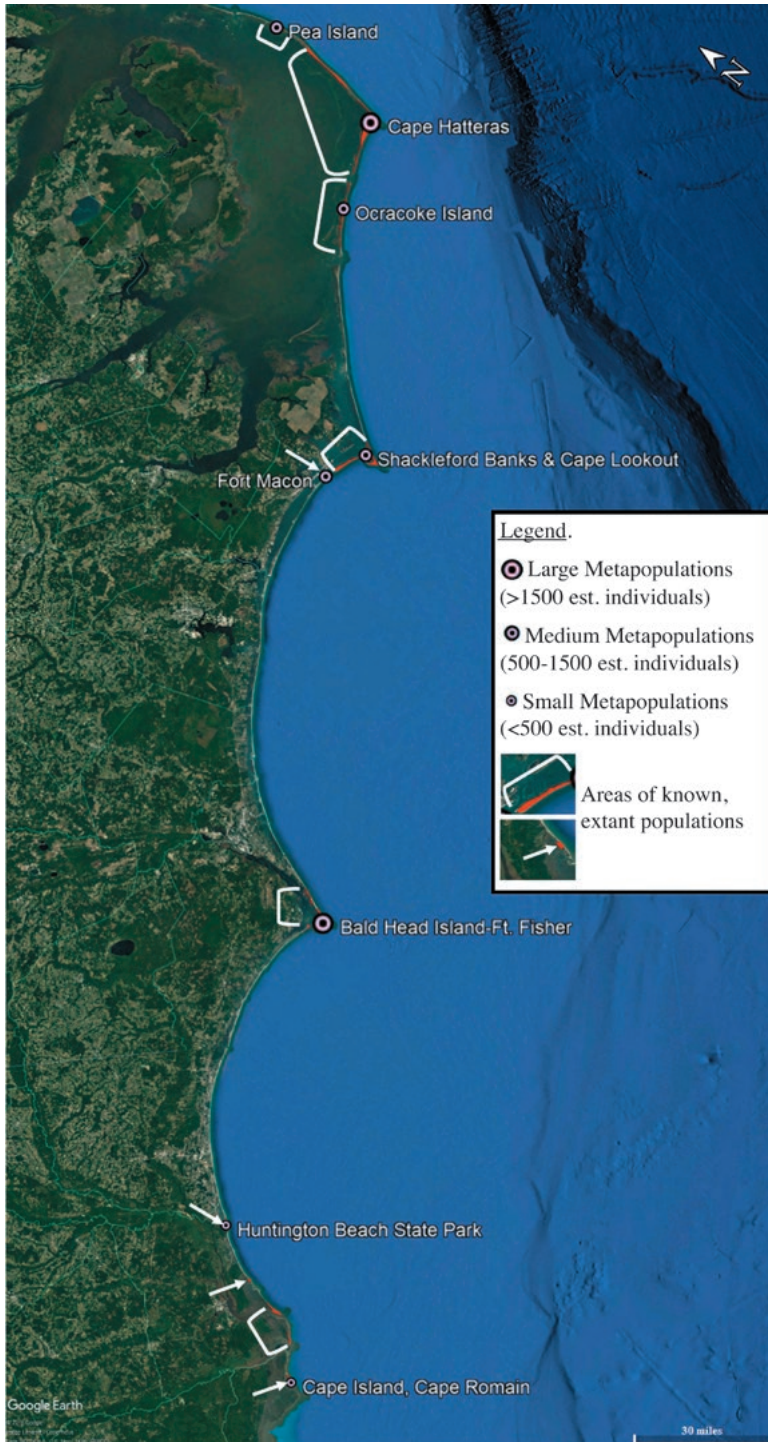 Pea Island
N
Cape Hatteras
Ocracoke Island
Shackleford Banks & Cape Lookout
Fort Macon
Legend.
Large Metapopulations
(>1500 est. individuals)
Medium Metapopulations
(500-1500 est. individuals)
Small Metapopulations
(<500 est. individuals)
Areas of known,
extant populations
Bald Head Island-Ft. Fisher
Huntington Beach State Park
Cape Island, Cape Romain
Google Earth
30 miles